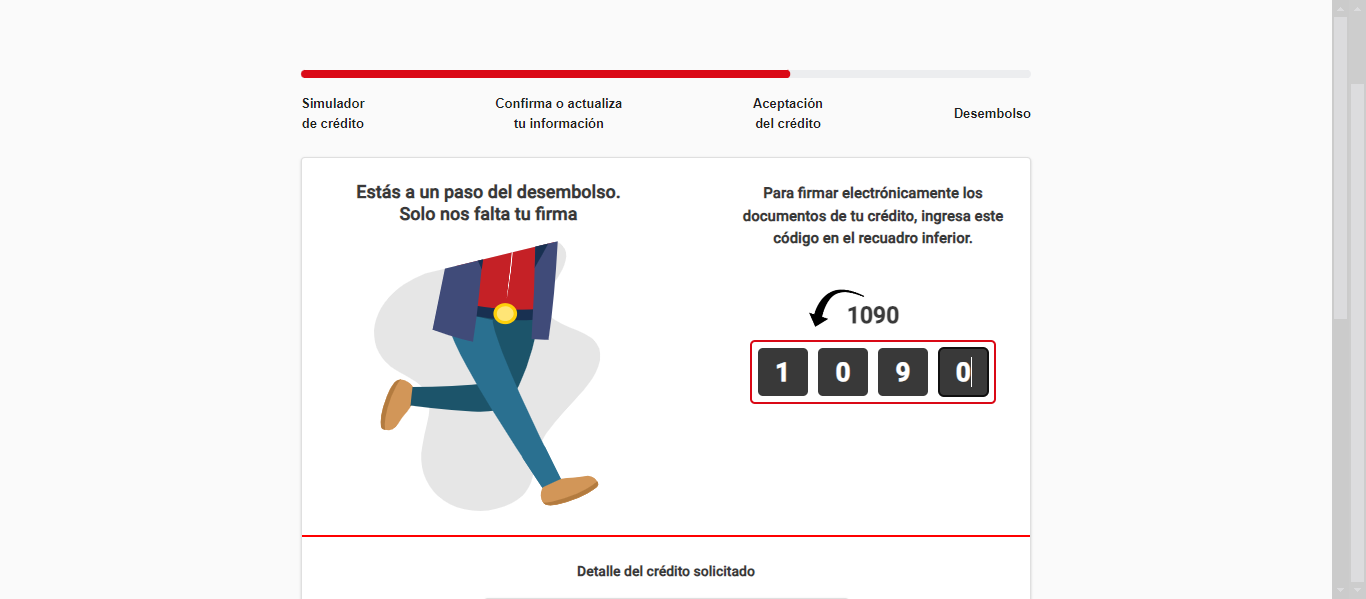 Simulador
de crédito
Confirma o actualiza
tu información
Aceptación
del crédito
Desembolso
Estás a un paso del desembolso.
Solo nos falta tu firma
Para firmar electrónicamente los
documentos de tu crédito, ingresa este
código en el recuadro inferior.
1090
1 0 9 0
Detalle del crédito solicitado